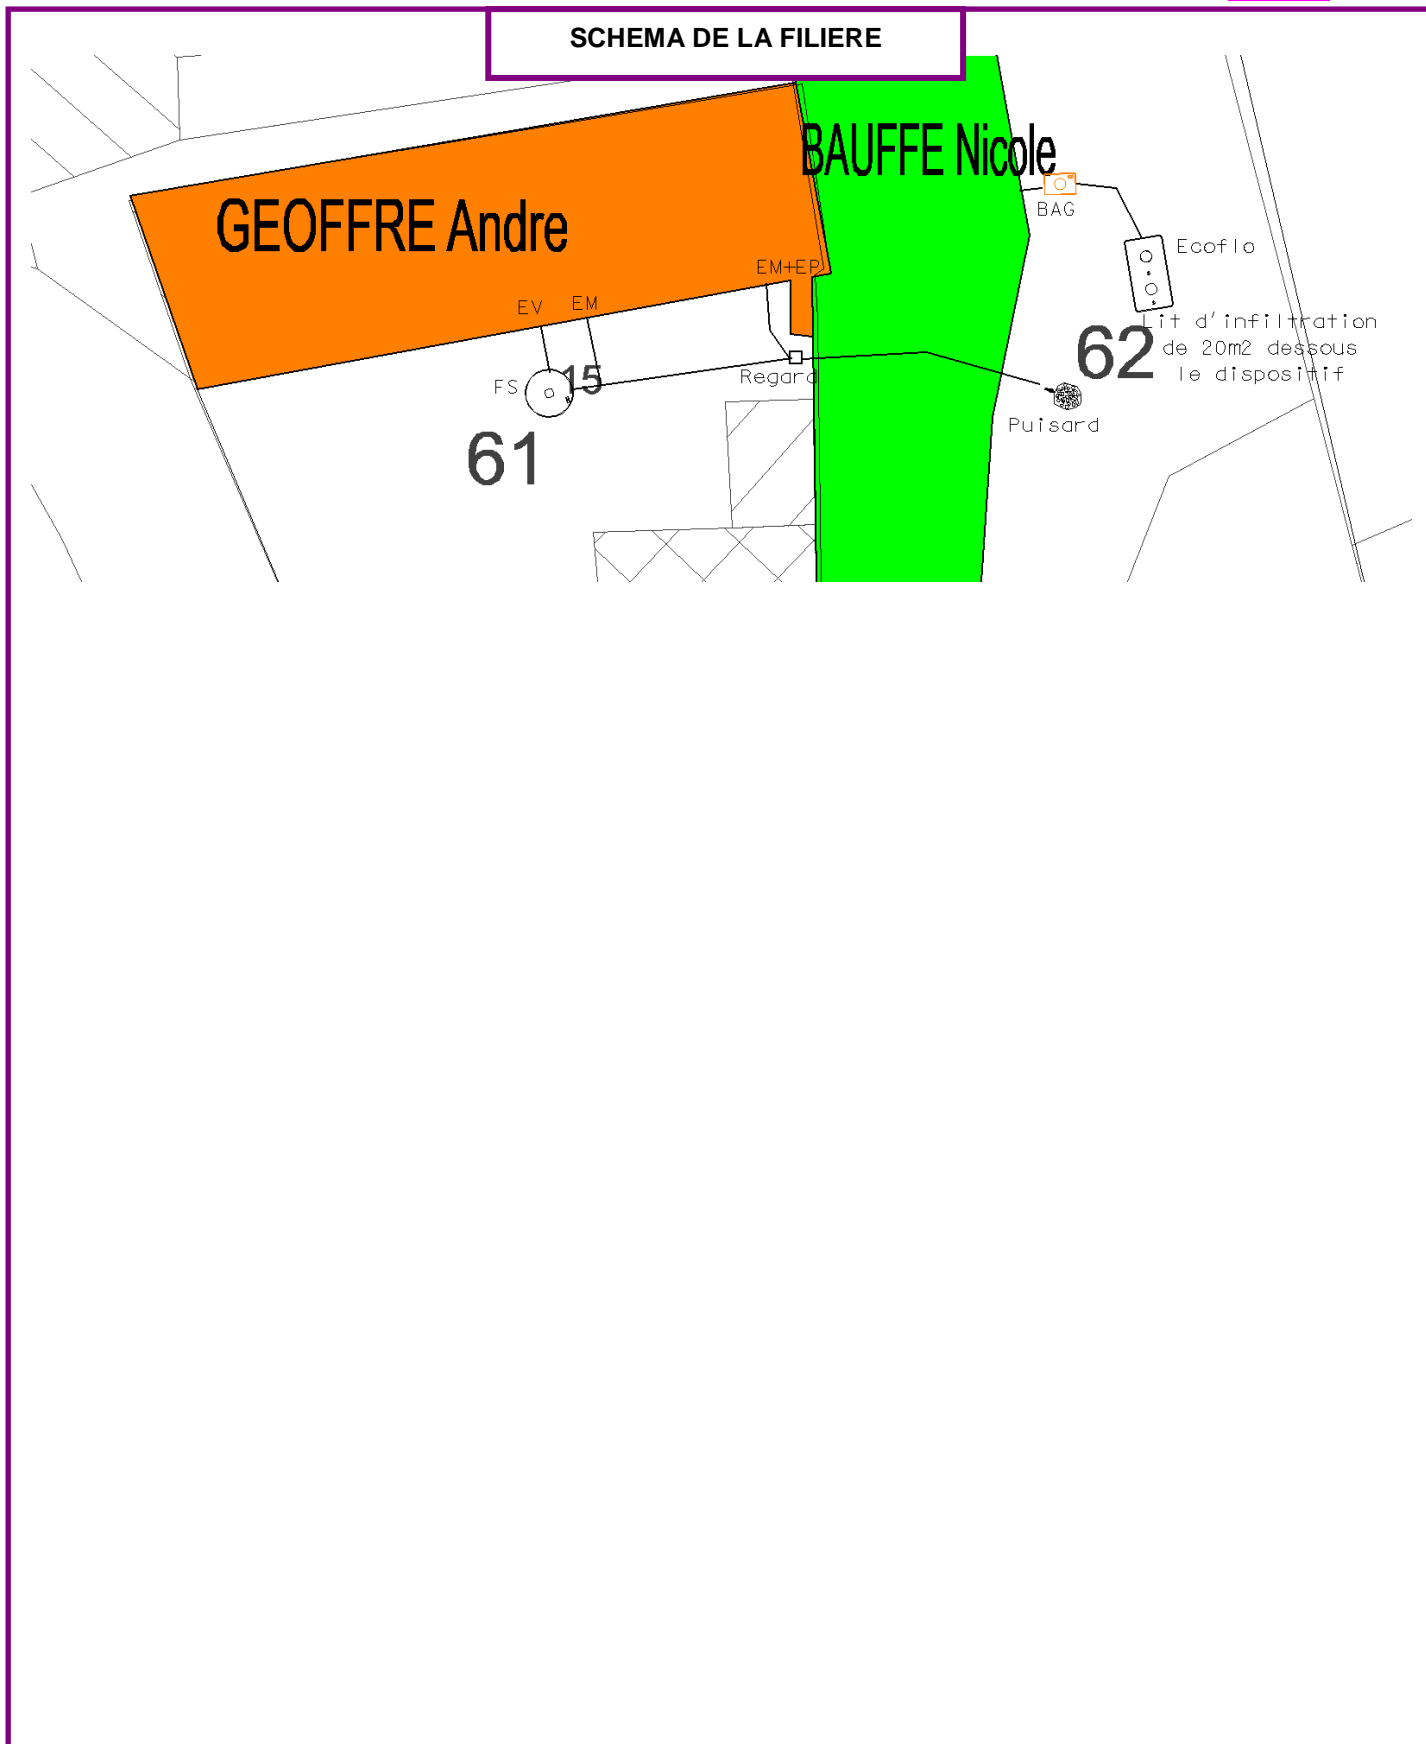 SCHEMA DE LA FILIERE
BAUFFE Nicole
GEOFFRE Andre
BAG
Ecoflo
EM+EP
EV
EM
Lit d'infiltration
de 20m2 dessous
le dispositif
62
FS
15
Regard
Puisard
61